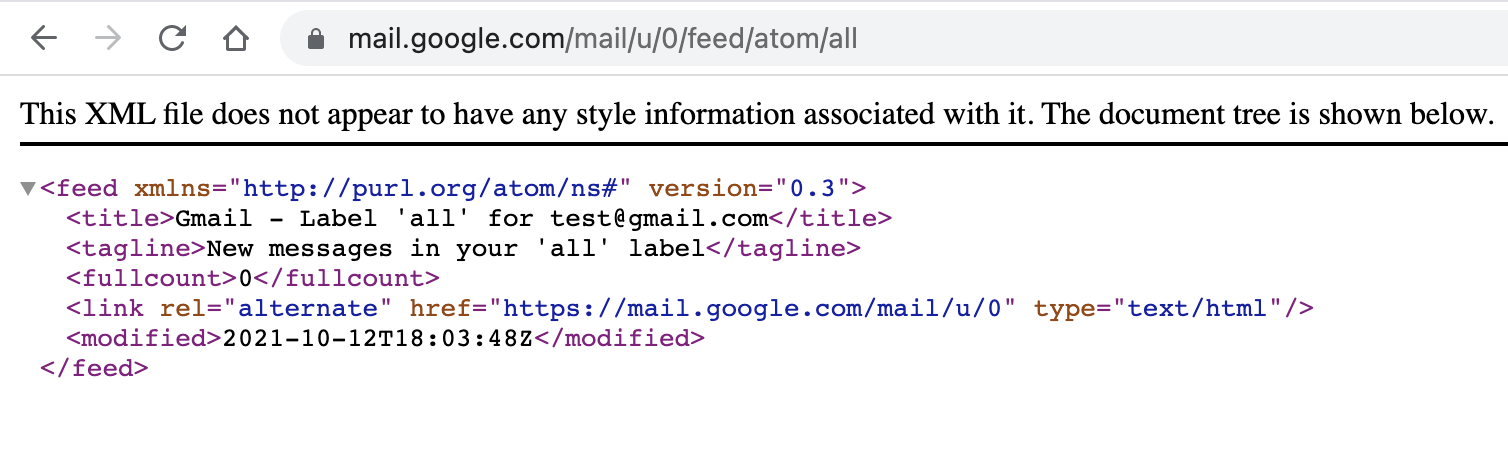 mail.google.com/mail/u/0/feed/atom/all
This XML file does not appear to have any style information associated with it. The document tree is shown below.
<feed xmlns="http://purl.org/atom/ns#" version="0.3">
<title>Gmail - Label 'all' for test@gmail.com</title>
<tagline>New messages in your 'all' label</tagline>
<fullcount>0</fullcount>
<link rel="alternate" href="https://mail.google.com/mail/u/0" type="text/html"/>
<modified>2021-10-12T18:03:48Z</modified>
</feed>